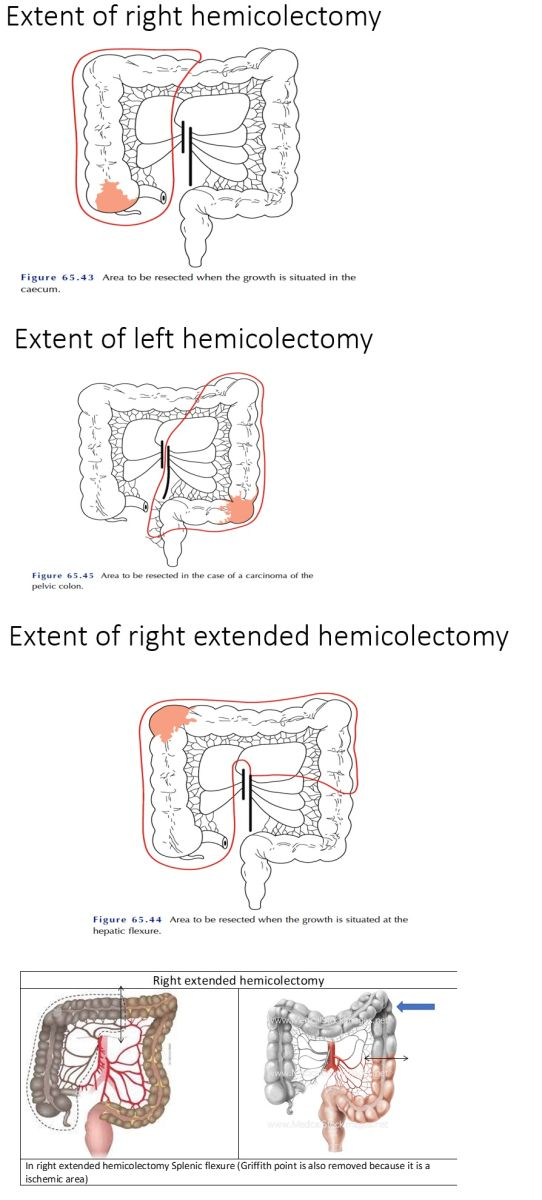 Extent of right hemicolectomy
Figure 65.43 Area to be resected when the growth is situated in the
caecum.
Extent of left hemicolectomy
Figure 65.45 Area to be resected in the case of a carcinoma of the
pelvic colon.
Extent of right extended hemicolectomy
Figure 65.44 Area to be resected when the growth is situated at the
hepatic flexure.
Right extended hemicolectomy
In right extended hemicolectomy Splenic flexure (Griffith point is also removed because it is a
ischemic area)